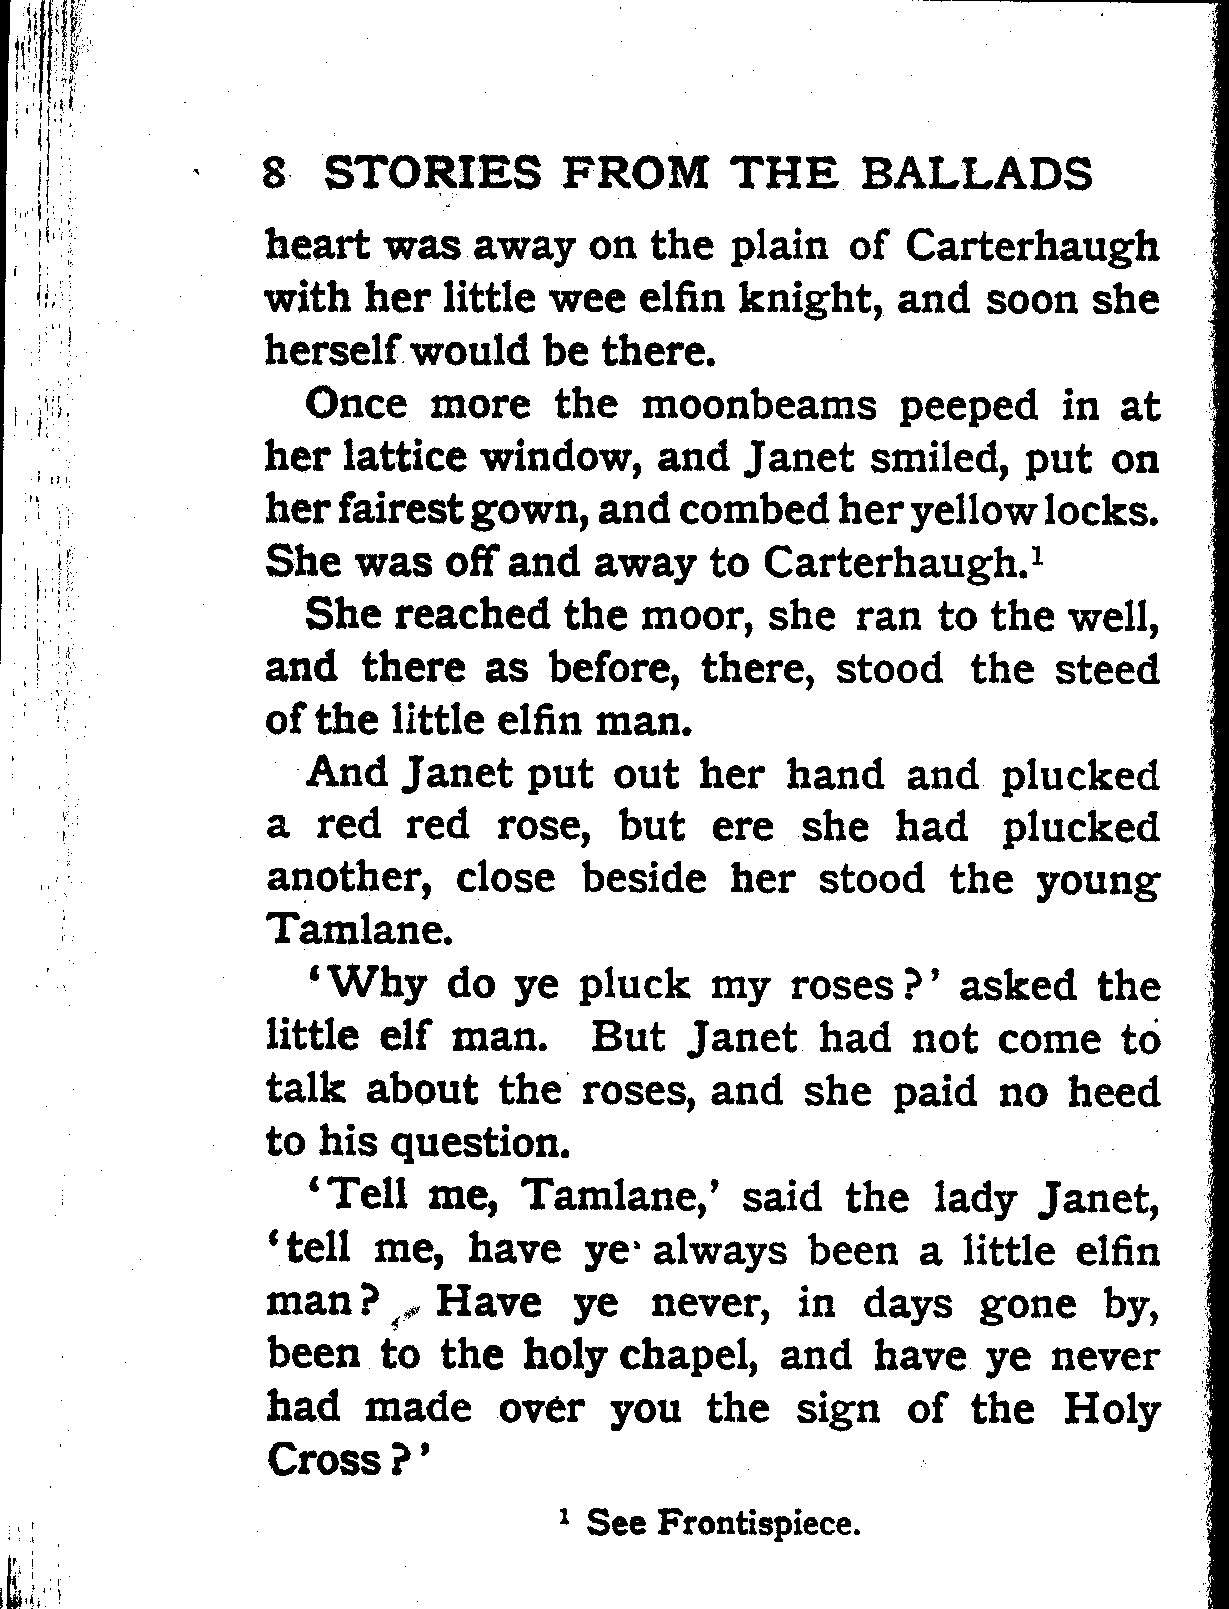 8 STORIES FROM THE BALLADS
heart was away on the plain of Carterhaugh
with her little wee elfin knight, and soon she
herself would be there.
Once more the moonbeams peeped in at
her lattice window, and Janet smiled, put on
her fairest gown, and combed her yellow locks.
She was off and away to Carterhaugh.¹
She reached the moor, she ran to the well,
and there as before, there, stood the steed
of the little elfin man.
And Janet put out her hand and plucked
a red red rose, but ere she had plucked
another, close beside her stood the young
Tamlane.
‘Why do ye pluck my roses?’ asked the
little elf man. But Janet had not come to
talk about the roses, and she paid no heed
to his question.
‘Tell me, Tamlane,’ said the lady Janet,
‘tell me, have ye always been a little elfin
man? Have ye never, in days gone by,
been to the holy chapel, and have ye never
had made over you the sign of the Holy
Cross?’
¹ See Frontispiece.